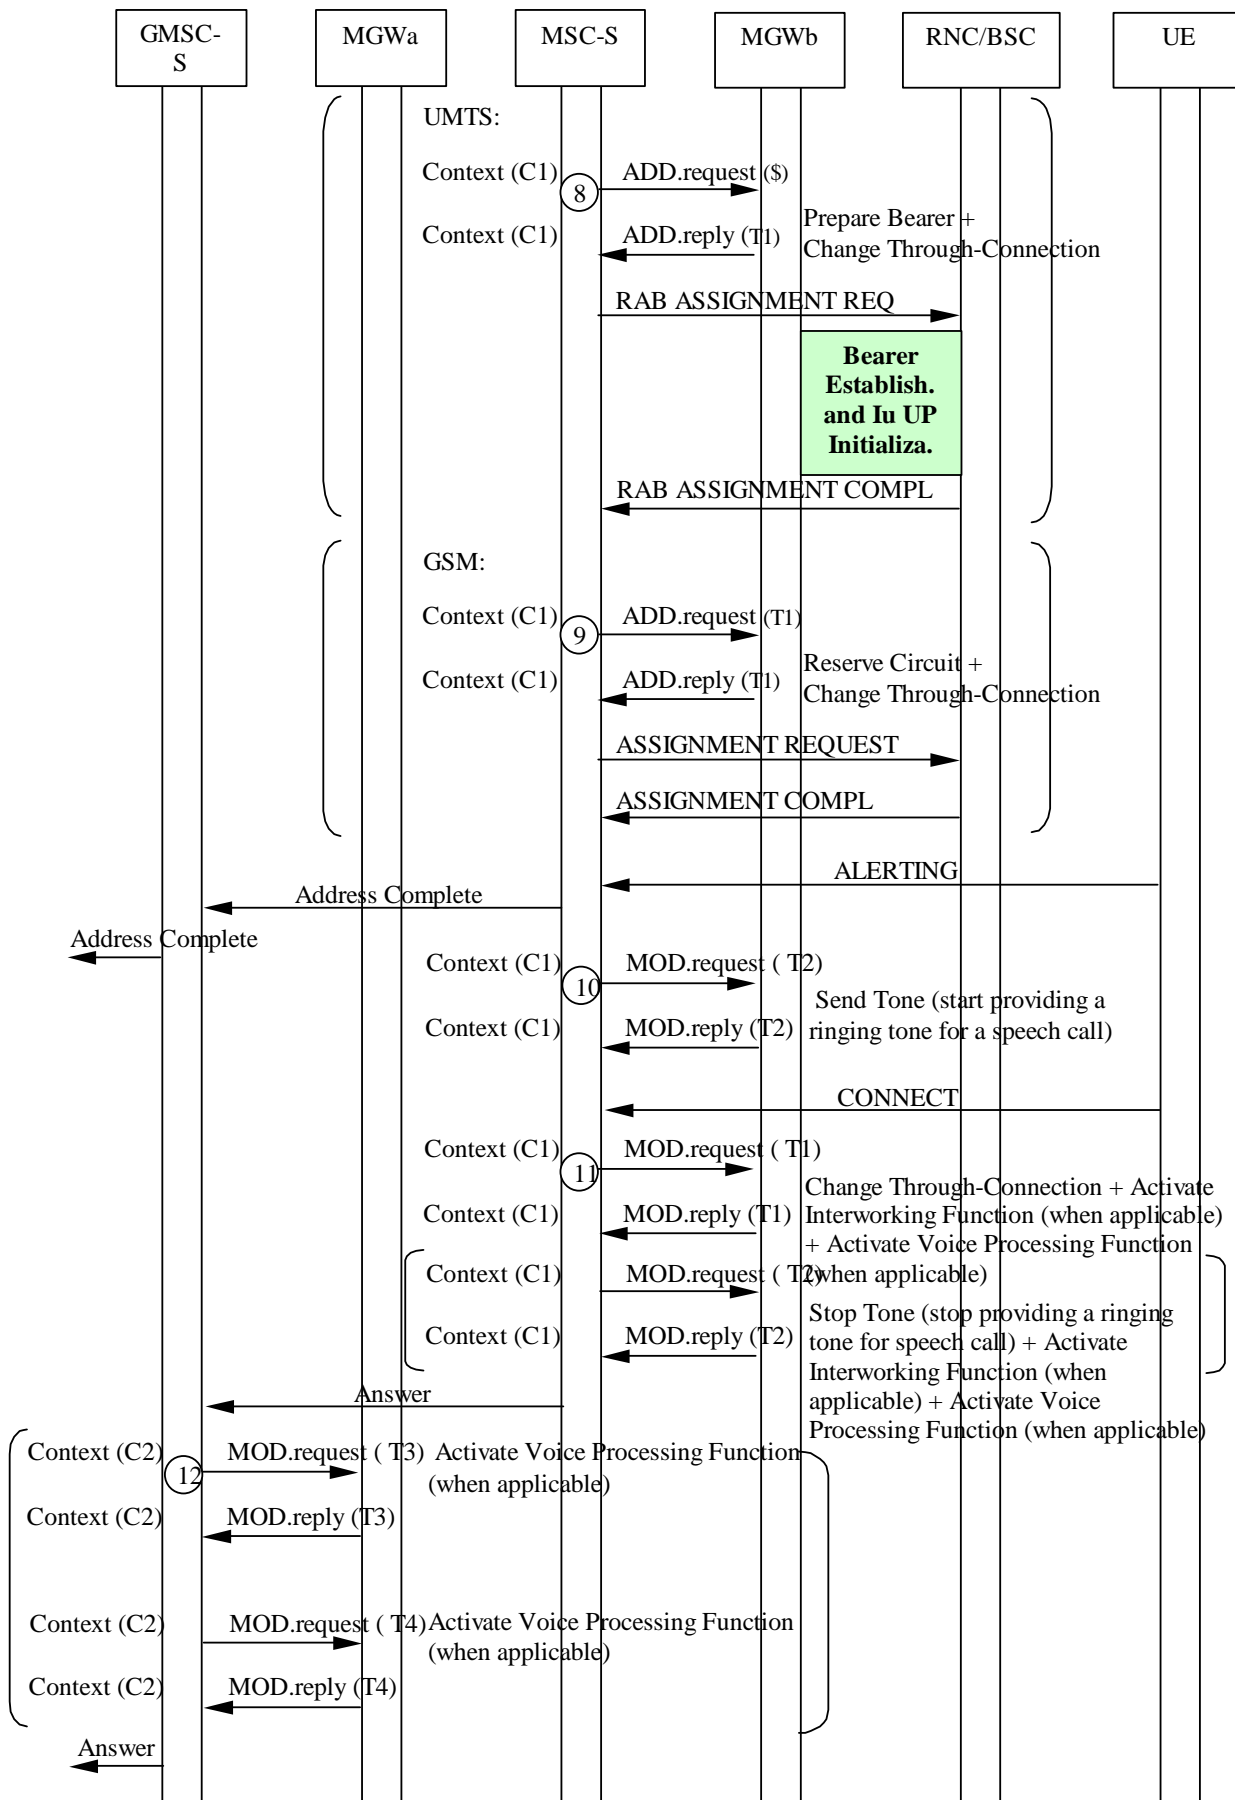 GMSC-
S
MGWa
MSC-S
MGWb
RNC/BSC
UE
UMTS:
Context (C1)
8
ADD.request ($)
Context (C1)
ADD.reply (T1)
Prepare Bearer +
Change Through-Connection
RAB ASSIGNMENT REQ
Bearer
Establish.
and Iu UP
Initializa.
RAB ASSIGNMENT COMPL
GSM:
Context (C1)
9
ADD.request (T1)
Context (C1)
ADD.reply (T1)
Reserve Circuit +
Change Through-Connection
ASSIGNMENT REQUEST
ASSIGNMENT COMPL
ALERTING
Address Complete
Address Complete
Context (C1)
10
MOD.request ( T2)
Context (C1)
MOD.reply (T2)
Send Tone (start providing a
ringing tone for a speech call)
CONNECT
Context (C1)
11
MOD.request ( T1)
Context (C1)
MOD.reply (T1)
Change Through-Connection + Activate
Interworking Function (when applicable)
+ Activate Voice Processing Function
(when applicable)
Context (C1)
MOD.request ( T2)
Context (C1)
MOD.reply (T2)
Stop Tone (stop providing a ringing
tone for speech call) + Activate
Interworking Function (when
applicable) + Activate Voice
Processing Function (when applicable)
Answer
Context (C2)
12
MOD.request ( T3)
Activate Voice Processing Function
(when applicable)
Context (C2)
MOD.reply (T3)
Context (C2)
MOD.request ( T4)
Activate Voice Processing Function
(when applicable)
Context (C2)
MOD.reply (T4)
Answer